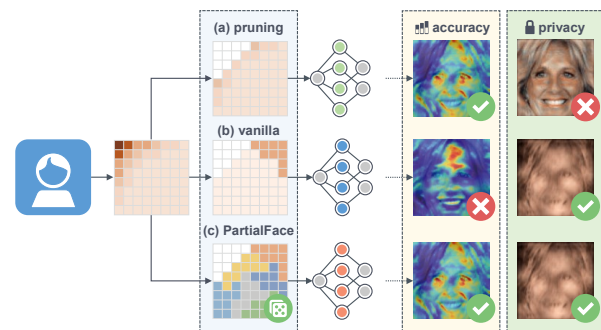 (a) pruning
accuracy
privacy
(b) vanilla
(c) PartialFace